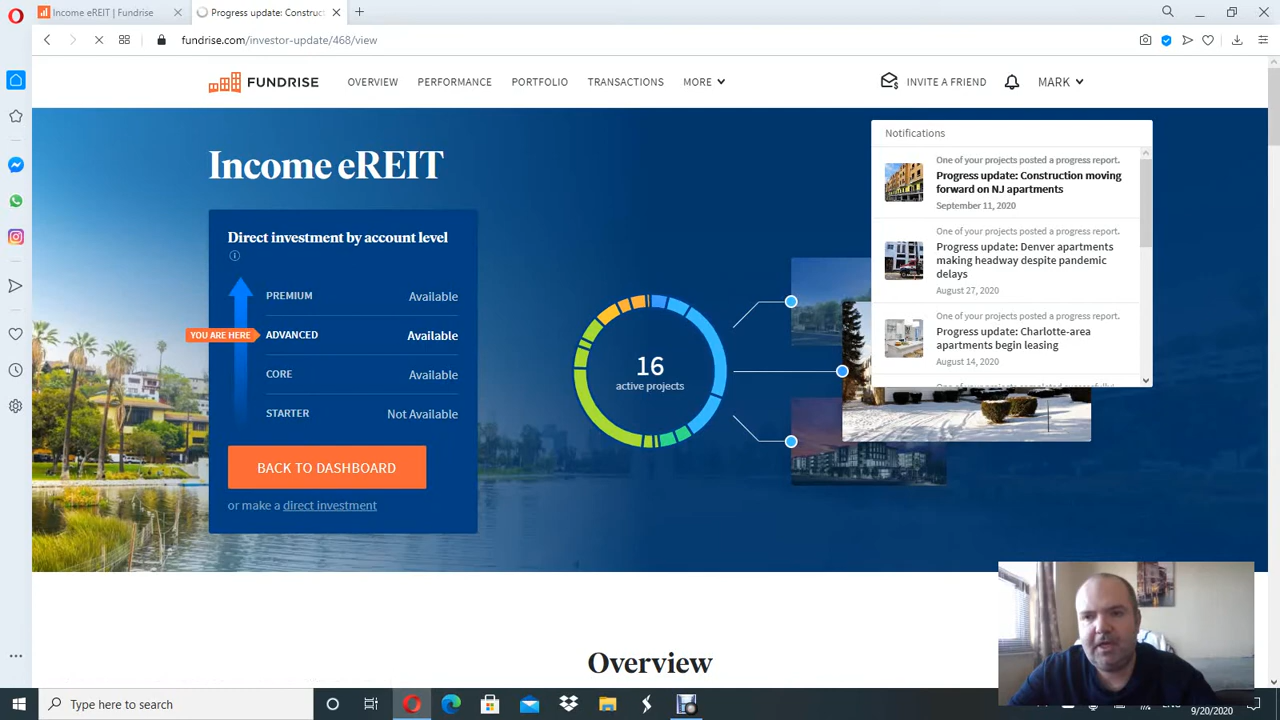 Income eREIT | Fundrise
Progress update: Construct
fundrise.com/investor-update/468/view
FUNDRISE
OVERVIEW
PERFORMANCE
PORTFOLIO
TRANSACTIONS
MORE
INVITE A FRIEND
MARK
Income eREIT
Direct investment by account level
PREMIUM Available
YOU ARE HERE
ADVANCED Available
CORE Available
STARTER Not Available
BACK TO DASHBOARD
or make a direct investment
16
active projects
Notifications
One of your projects posted a progress report.
Progress update: Construction moving
forward on NJ apartments
September 11, 2020
One of your projects posted a progress report.
Progress update: Denver apartments
making headway despite pandemic
delays
August 27, 2020
One of your projects posted a progress report.
Progress update: Charlotte-area
apartments begin leasing
August 14, 2020
Overview
Type here to search
9/20/2020